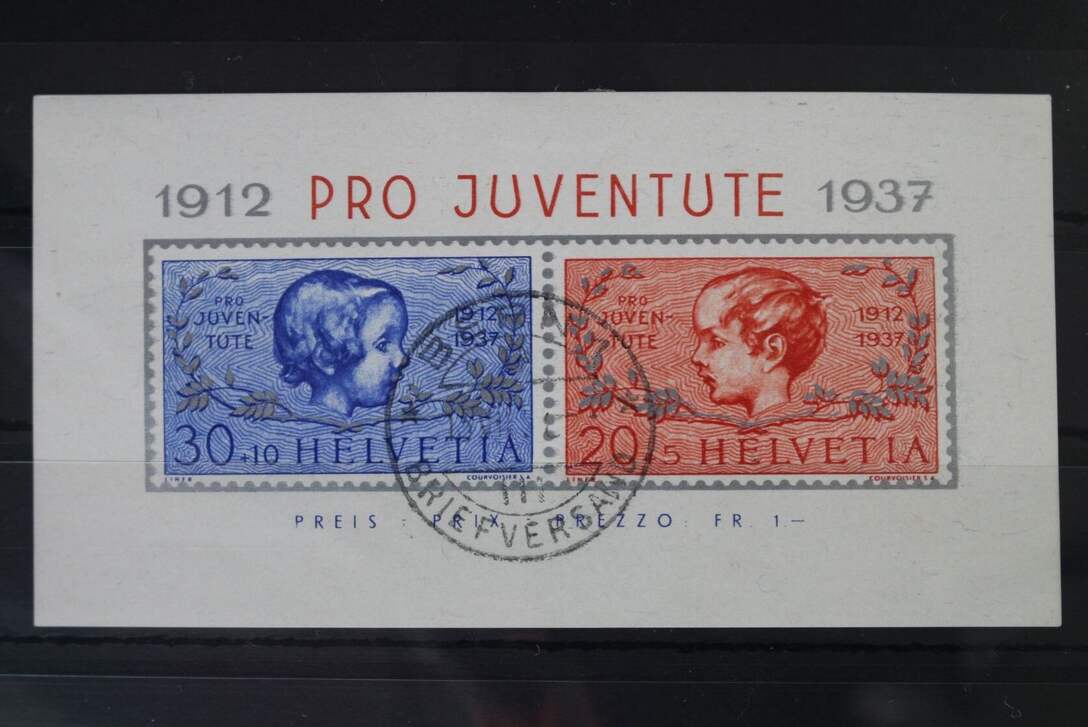 1912 PRO JUVENTUTE 1937
PRO
JUVEN-
TUTE
1912
1937
30+10 HELVETIA
COURVOISIER S.A.
PRO
JUVEN-
TUTE
1912
1937
20+5 HELVETIA
COURVOISIER S.A.
PREIS : PRIX : PREZZO : FR. 1.—
BRIEFVERSAND
III